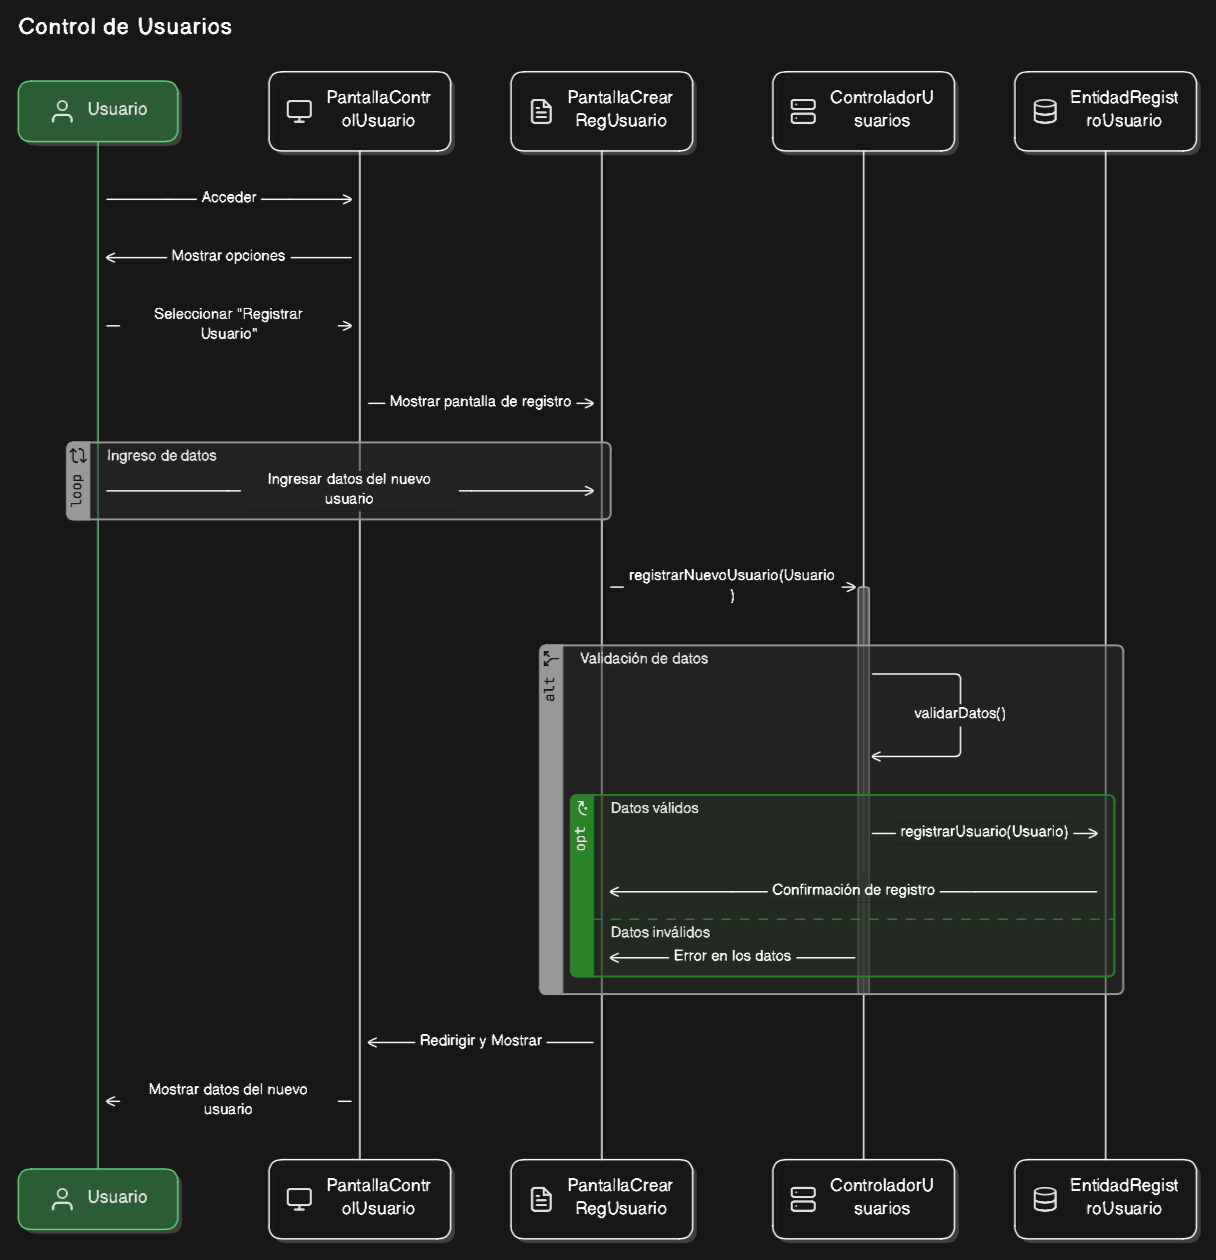 Control de Usuarios
Usuario
PantallaContr
olUsuario
PantallaCrear
RegUsuario
ControladorU
suarios
EntidadRegist
roUsuario
Acceder
Mostrar opciones
Seleccionar "Registrar
Usuario"
Mostrar pantalla de registro
loop
Ingreso de datos
Ingresar datos del nuevo
usuario
registrarNuevoUsuario(Usuario
)
alt
Validación de datos
validarDatos()
opt
Datos válidos
registrarUsuario(Usuario)
Confirmación de registro
Datos inválidos
Error en los datos
Redirigir y Mostrar
Mostrar datos del nuevo
usuario
Usuario
PantallaContr
olUsuario
PantallaCrear
RegUsuario
ControladorU
suarios
EntidadRegist
roUsuario